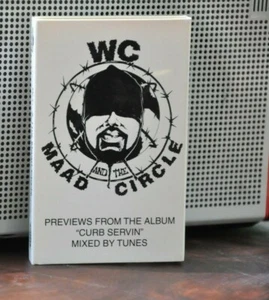 WC
AND THE
MAAD CIRCLE
PREVIEWS FROM THE ALBUM
"CURB SERVIN"
MIXED BY TUNES